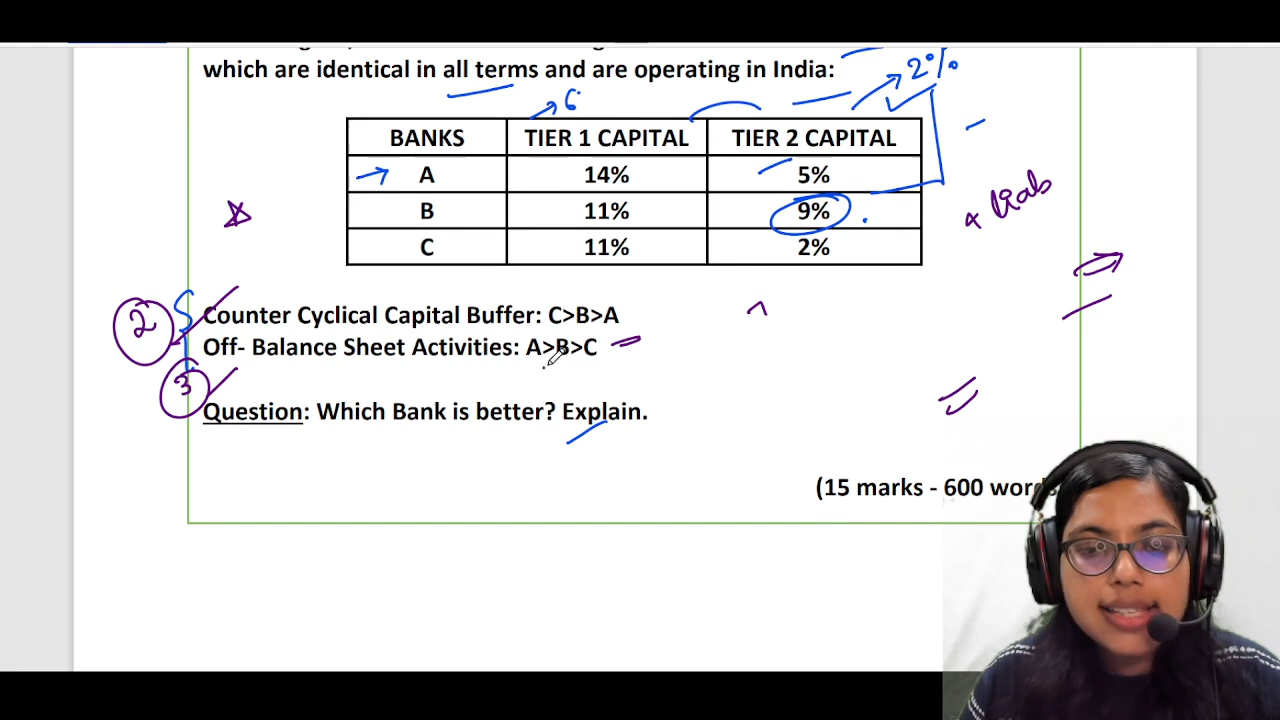 which are identical in all terms and are operating in India:
2%
6
BANKS TIER 1 CAPITAL TIER 2 CAPITAL
A 14% 5%
B 11% 9%
C 11% 2%
2
Counter Cyclical Capital Buffer: C>B>A
Off- Balance Sheet Activities: A>B>C
3
Question: Which Bank is better? Explain.
(15 marks - 600 words